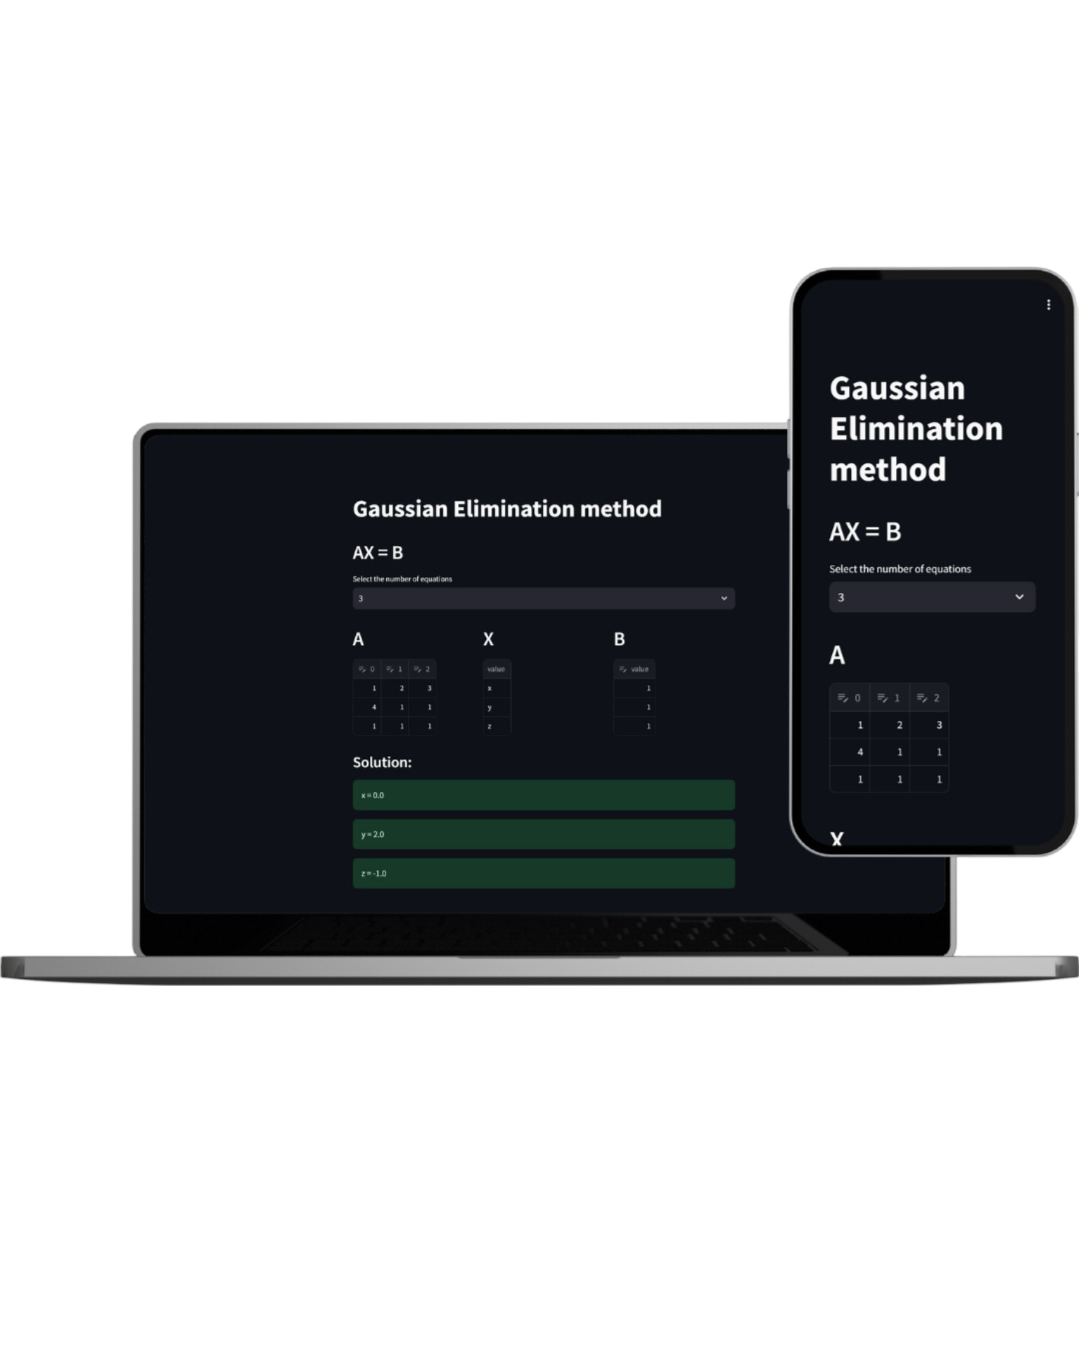 Gaussian Elimination method
AX = B
Select the number of equations
3
A X B
0 1 2 value value
1 2 3 x 1
4 1 1 y 1
1 1 1 z 1
Solution:
x = 0.0
y = 2.0
z = -1.0
Gaussian
Elimination
method
AX = B
Select the number of equations
3
A
0 1 2
1 2 3
4 1 1
1 1 1
X